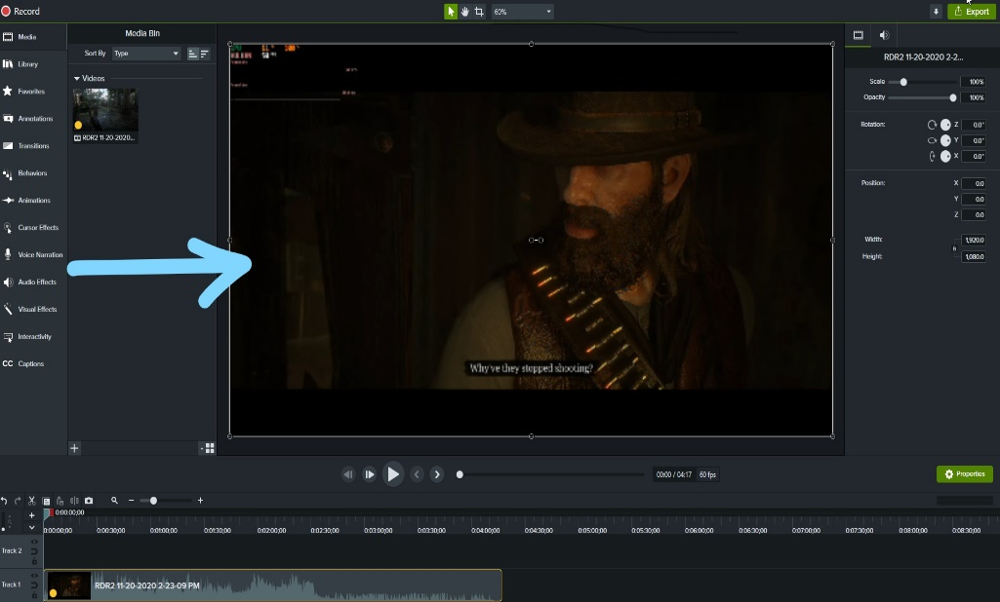 Record
60%
Export
Media
Library
Favorites
Annotations
Transitions
Behaviors
Animations
Cursor Effects
Voice Narration
Audio Effects
Visual Effects
Interactivity
CC Captions
Media Bin
Sort By Type
Videos
RDR2 11-20-2020...
Why've they stopped shooting?
RDR2 11-20-2020 2-2...
Scale 100%
Opacity 100%
Rotation: Z 0.0°
Y 0.0°
X 0.0°
Position: X 0.0
Y 0.0
Z 0.0
Width: 1,920.0
Height: 1,080.0
00:00 / 04:17 60 fps
Properties
0:00:00;00
0:00:00;00 0:00:30;00 0:01:00;00 0:01:30;00 0:02:00;00 0:02:30;00 0:03:00;00 0:03:30;00 0:04:00;00 0:04:30;00 0:05:00;00 0:05:30;00 0:06:00;00 0:06:30;00 0:07:00;00 0:07:30;00 0:08:00;00 0:08:30;00
Track 2
Track 1
RDR2 11-20-2020 2-23-09 PM